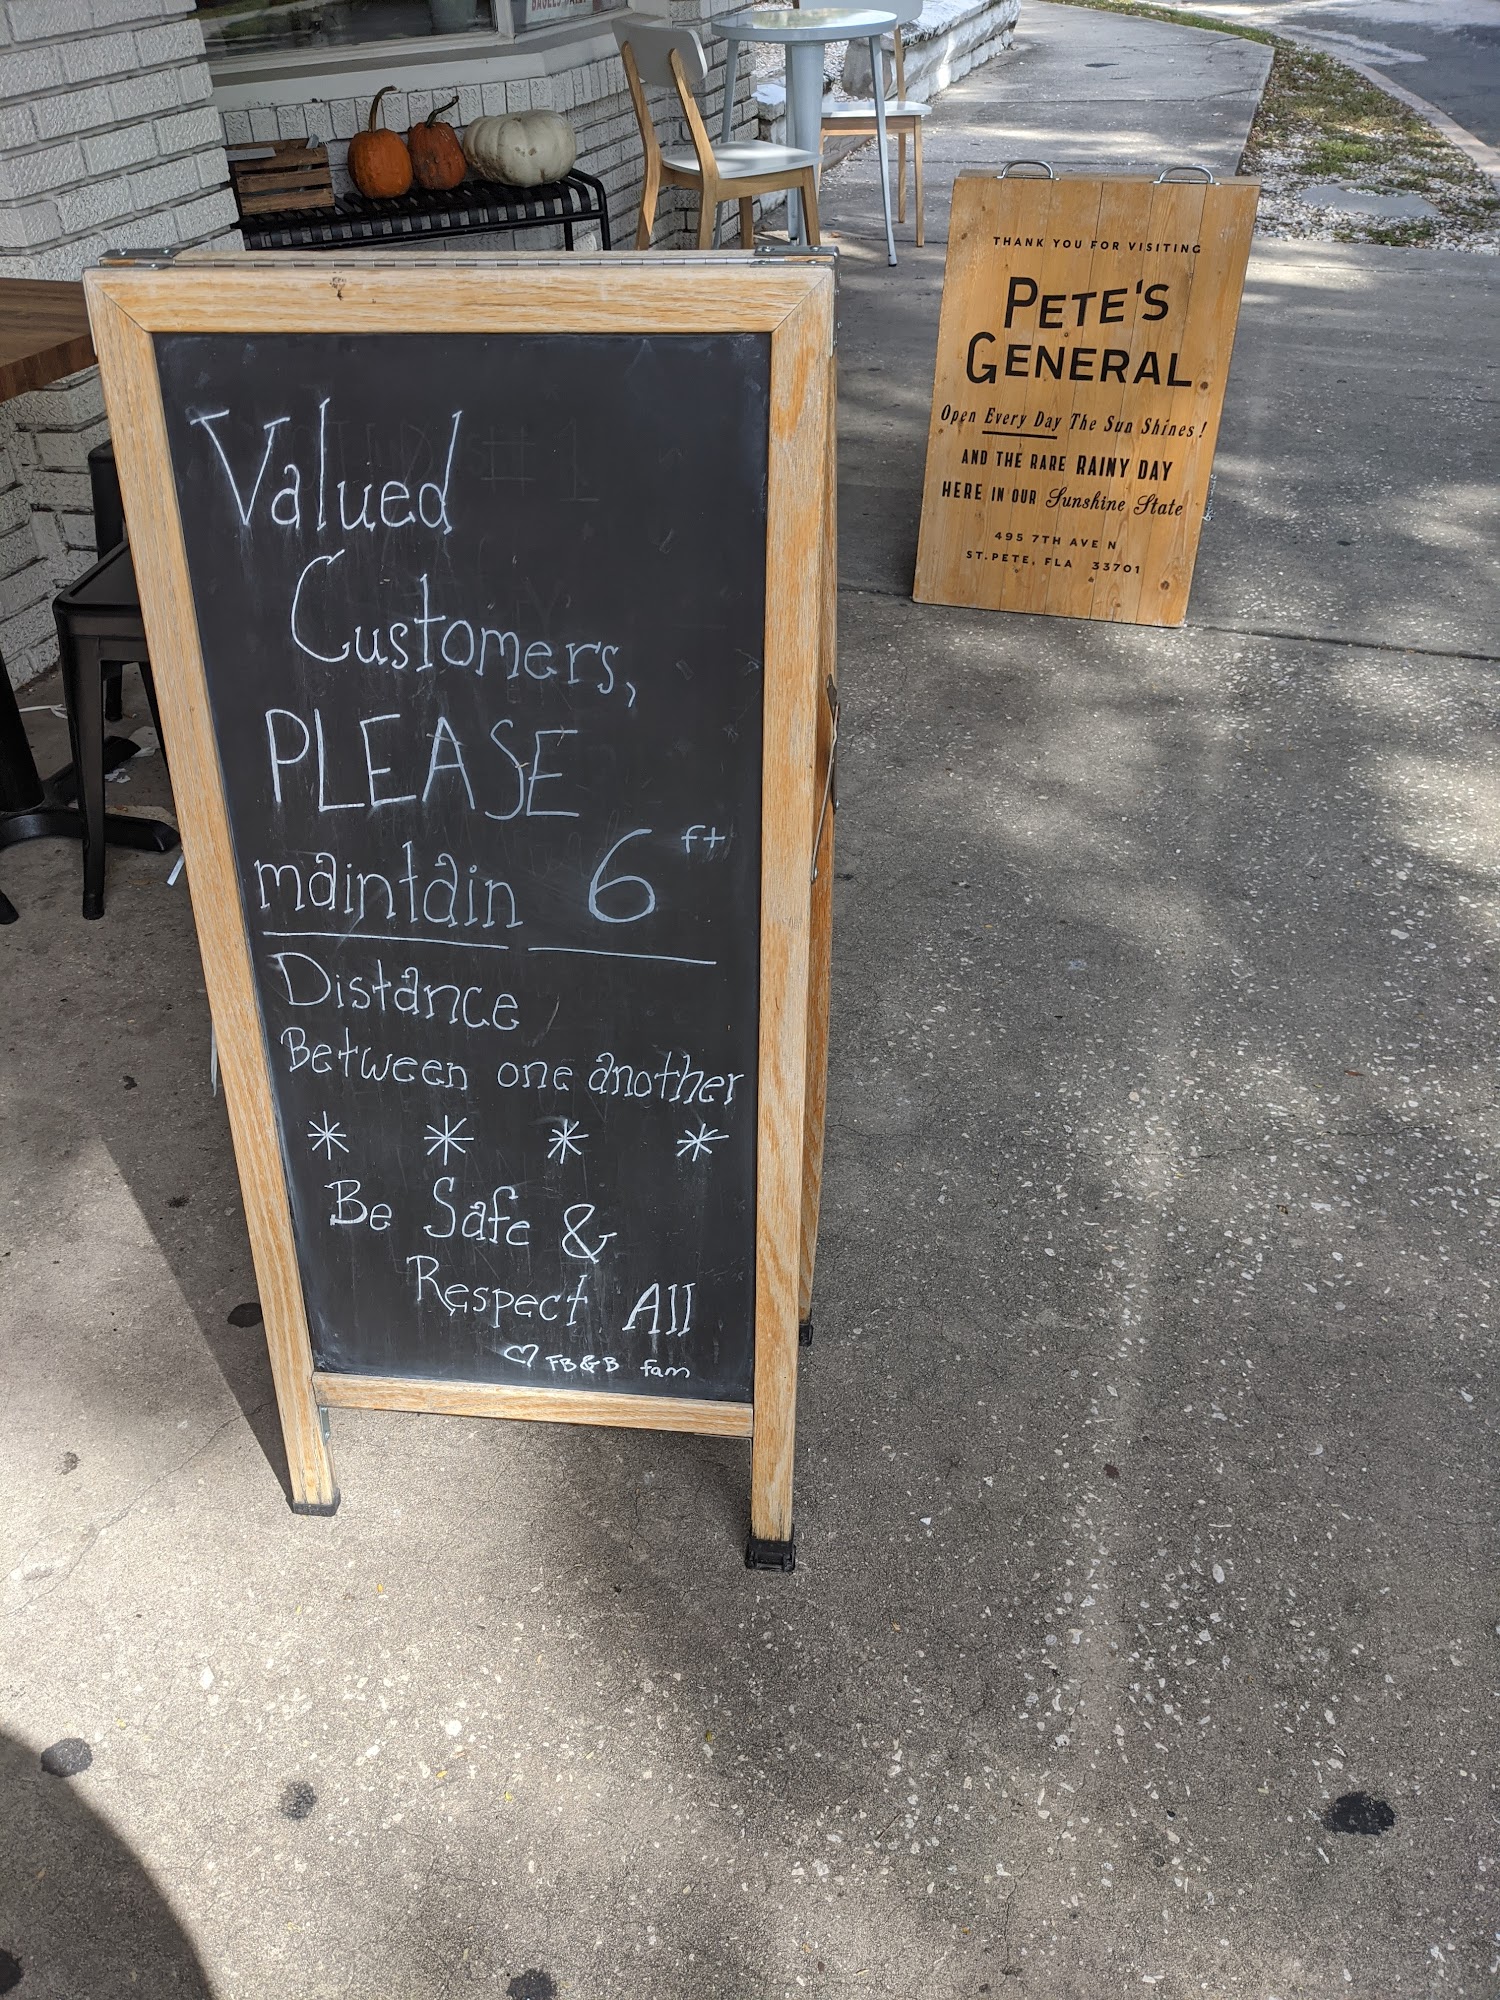 Valued
Customers,
PLEASE
maintain 6 ft
Distance
Between one another
* * * *
Be Safe &
Respect All
♡ FB&B fam
THANK YOU FOR VISITING
PETE'S
GENERAL
Open Every Day The Sun Shines!
AND THE RARE RAINY DAY
HERE IN OUR Sunshine State
495 7TH AVE N
ST. PETE, FLA 33701